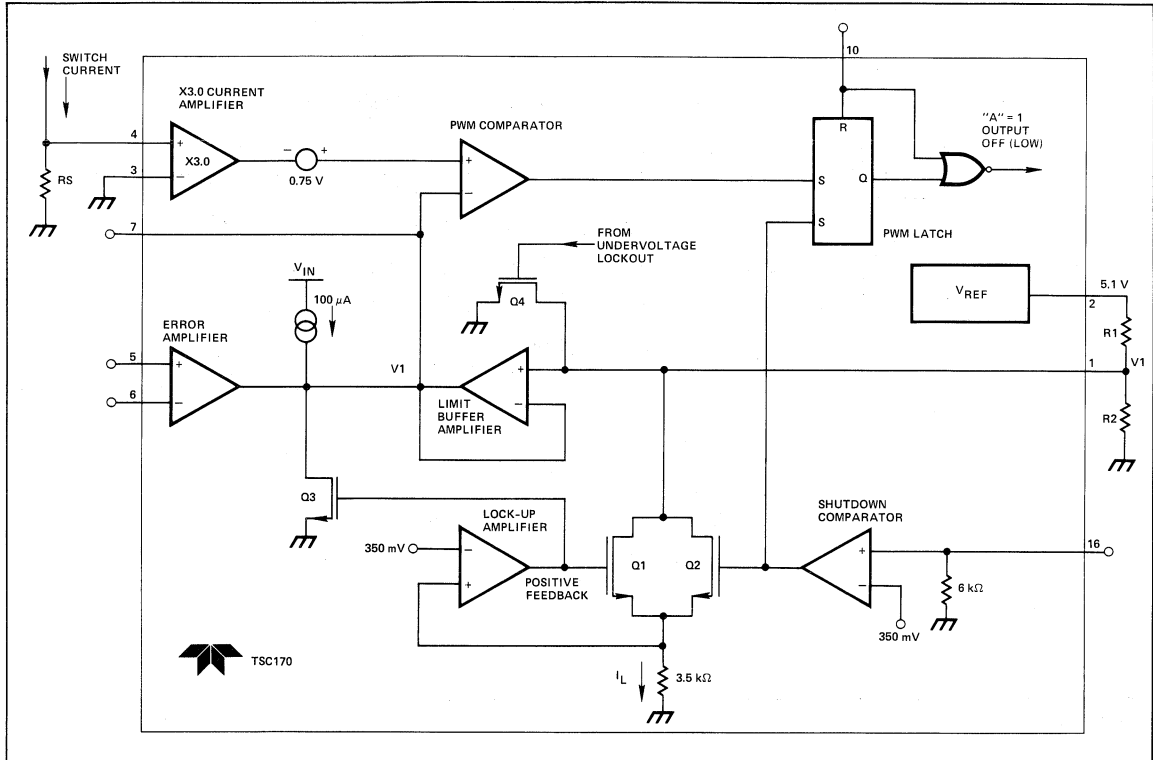 SWITCH
CURRENT
X3.0 CURRENT
AMPLIFIER
4
+
X3.0
3
−
RS
− +
0.75 V
PWM COMPARATOR
+
−
10
R
S
Q
S
PWM LATCH
"A" = 1
OUTPUT
OFF (LOW)
7
FROM
UNDERVOLTAGE
LOCKOUT
Q4
VREF
5.1 V
2
R1
1
V1
R2
VIN
100 μA
ERROR
AMPLIFIER
5
+
6
−
V1
+
−
LIMIT
BUFFER
AMPLIFIER
Q3
LOCK-UP
AMPLIFIER
350 mV
−
+
POSITIVE
FEEDBACK
Q1
Q2
SHUTDOWN
COMPARATOR
+
−
16
6 kΩ
350 mV
IL
3.5 kΩ
TSC170